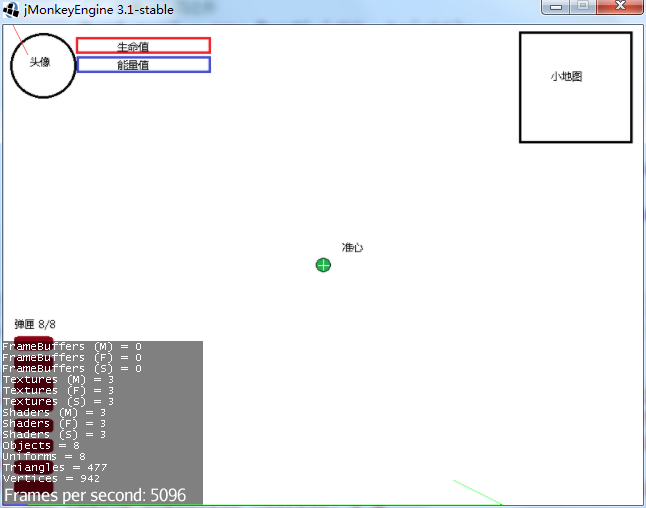 jMonkeyEngine 3.1-stable
头像
生命值
能量值
小地图
准心
弹匣 8/8
FrameBuffers (M) = 0
FrameBuffers (F) = 0
FrameBuffers (S) = 0
Textures (M) = 3
Textures (F) = 3
Textures (S) = 3
Shaders (M) = 3
Shaders (F) = 3
Shaders (S) = 3
Objects = 8
Uniforms = 8
Triangles = 477
Vertices = 942
Frames per second: 5096